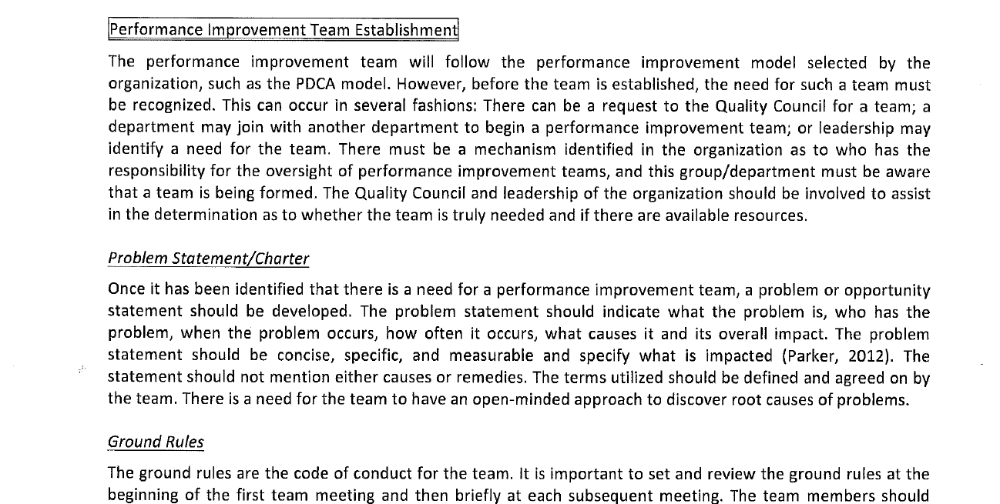 Performance Improvement Team Establishment
The performance improvement team will follow the performance improvement model selected by the
organization, such as the PDCA model. However, before the team is established, the need for such a team must
be recognized. This can occur in several fashions: There can be a request to the Quality Council for a team; a
department may join with another department to begin a performance improvement team; or leadership may
identify a need for the team. There must be a mechanism identified in the organization as to who has the
responsibility for the oversight of performance improvement teams, and this group/department must be aware
that a team is being formed. The Quality Council and leadership of the organization should be involved to assist
in the determination as to whether the team is truly needed and if there are available resources.
Problem Statement/Charter
Once it has been identified that there is a need for a performance improvement team, a problem or opportunity
statement should be developed. The problem statement should indicate what the problem is, who has the
problem, when the problem occurs, how often it occurs, what causes it and its overall impact. The problem
statement should be concise, specific, and measurable and specify what is impacted (Parker, 2012). The
statement should not mention either causes or remedies. The terms utilized should be defined and agreed on by
the team. There is a need for the team to have an open-minded approach to discover root causes of problems.
Ground Rules
The ground rules are the code of conduct for the team. It is important to set and review the ground rules at the
beginning of the first team meeting and then briefly at each subsequent meeting. The team members should